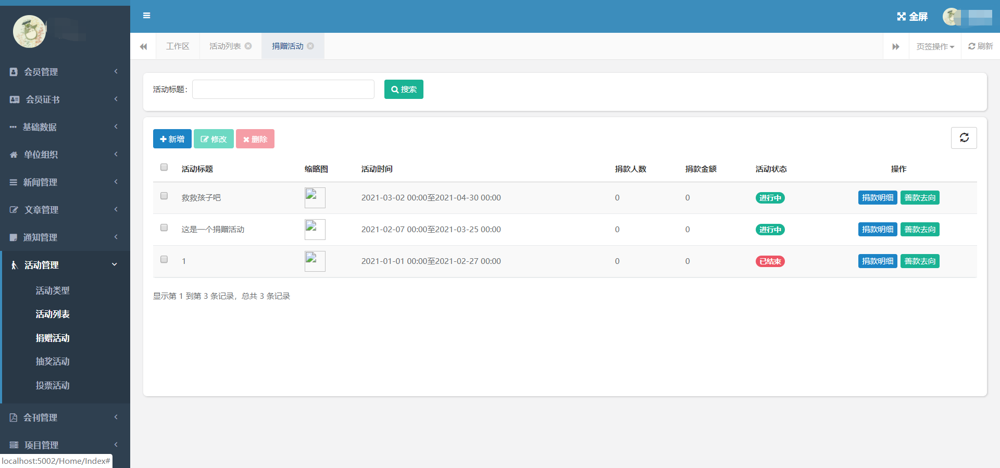 全屏
工作区 活动列表 捐赠活动 页签操作 刷新
会员管理
会员证书
基础数据
单位组织
新闻管理
文章管理
通知管理
活动管理
活动类型
活动列表
捐赠活动
抽奖活动
投票活动
会刊管理
项目管理
localhost:5002/Home/Index#
活动标题： 搜索
新增 修改 删除
活动标题 缩略图 活动时间 捐款人数 捐款金额 活动状态 操作
救救孩子吧 2021-03-02 00:00至2021-04-30 00:00 0 0 进行中 捐款明细 善款去向
这是一个捐赠活动 2021-02-07 00:00至2021-03-25 00:00 0 0 进行中 捐款明细 善款去向
1 2021-01-01 00:00至2021-02-27 00:00 0 0 已结束 捐款明细 善款去向
显示第 1 到第 3 条记录，总共 3 条记录